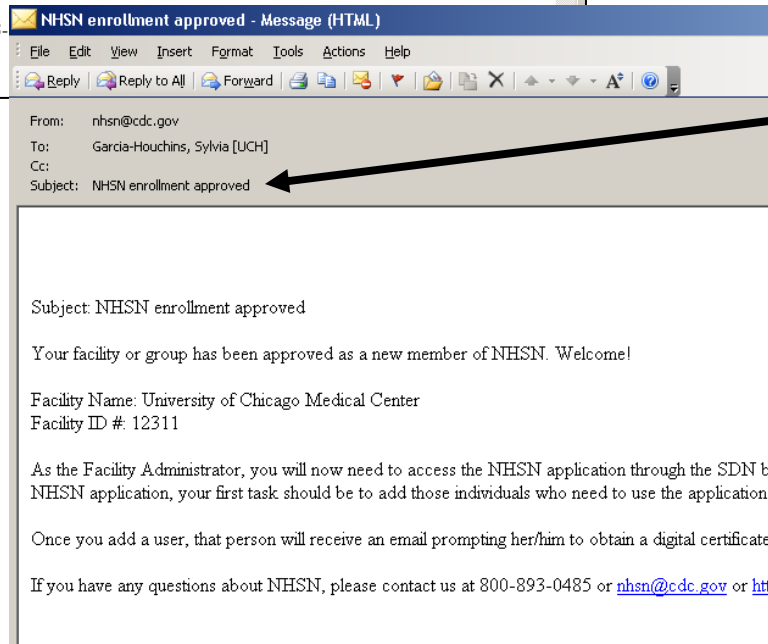 NHSN enrollment approved - Message (HTML)
File Edit View Insert Format Tools Actions Help
Reply Reply to All Forward
From: nhsn@cdc.gov
To: Garcia-Houchins, Sylvia [UCH]
Cc:
Subject: NHSN enrollment approved
Subject: NHSN enrollment approved
Your facility or group has been approved as a new member of NHSN. Welcome!
Facility Name: University of Chicago Medical Center
Facility ID #: 12311
As the Facility Administrator, you will now need to access the NHSN application through the SDN b
NHSN application, your first task should be to add those individuals who need to use the application
Once you add a user, that person will receive an email prompting her/him to obtain a digital certificate
If you have any questions about NHSN, please contact us at 800-893-0485 or nhsn@cdc.gov or htt